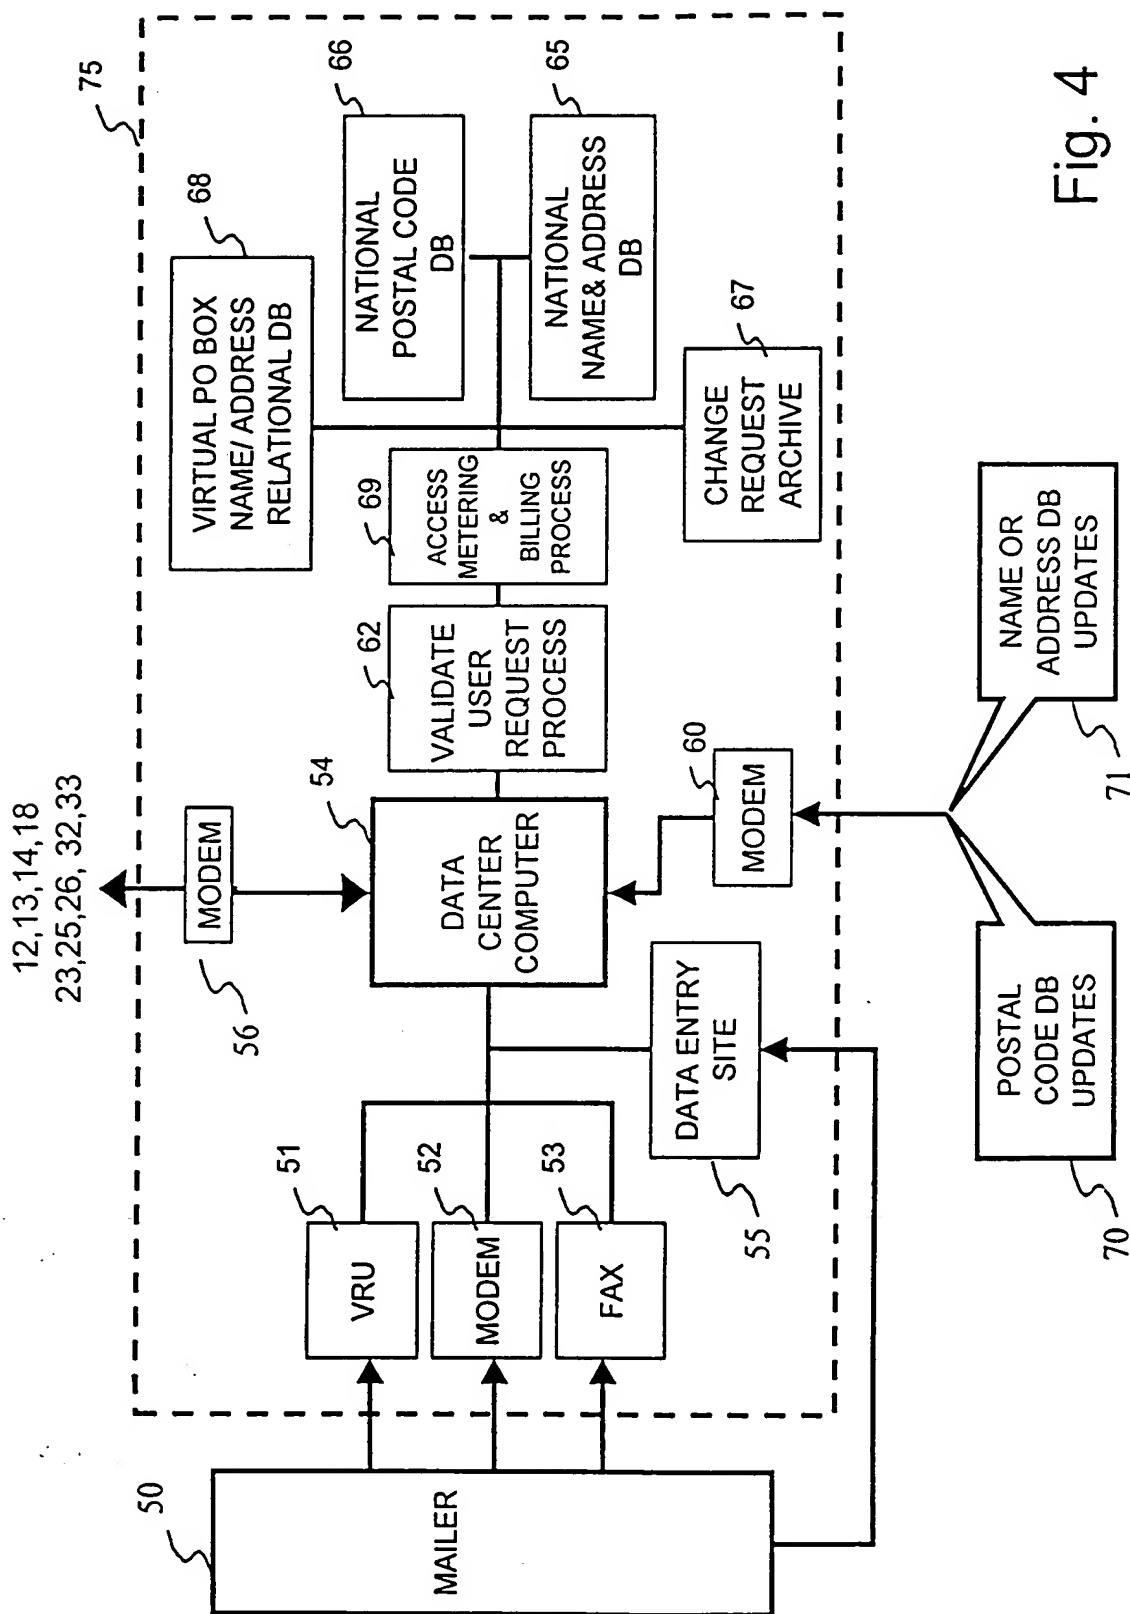 12,13,14,18
23,25,26, 32,33
75
56
MODEM
68
VIRTUAL PO BOX
NAME/ ADDRESS
RELATIONAL DB
66
NATIONAL
POSTAL CODE
DB
65
NATIONAL
NAME& ADDRESS
DB
67
CHANGE
REQUEST
ARCHIVE
69
ACCESS
METERING
&
BILLING
PROCESS
62
VALIDATE
USER
REQUEST
PROCESS
54
DATA
CENTER
COMPUTER
60
MODEM
51
VRU
52
MODEM
53
FAX
55
DATA ENTRY
SITE
50
MAILER
70
POSTAL
CODE DB
UPDATES
71
NAME OR
ADDRESS DB
UPDATES
Fig. 4